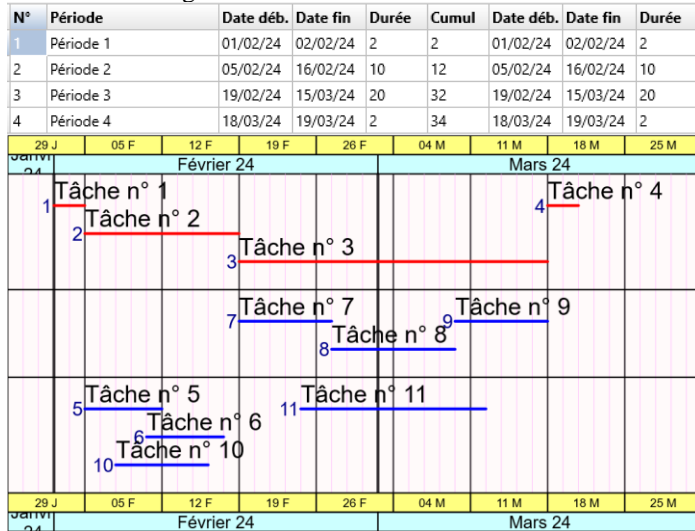 N° Période Date déb. Date fin Durée Cumul Date déb. Date fin Durée
1 Période 1 01/02/24 02/02/24 2 2 01/02/24 02/02/24 2
2 Période 2 05/02/24 16/02/24 10 12 05/02/24 16/02/24 10
3 Période 3 19/02/24 15/03/24 20 32 19/02/24 15/03/24 20
4 Période 4 18/03/24 19/03/24 2 34 18/03/24 19/03/24 2
29 J 05 F 12 F 19 F 26 F 04 M 11 M 18 M 25 M
Février 24 Mars 24
1 Tâche n° 1 4 Tâche n° 4
2 Tâche n° 2
3 Tâche n° 3
7 Tâche n° 7 9 Tâche n° 9
8 Tâche n° 8
5 Tâche n° 5 11 Tâche n° 11
6 Tâche n° 6
10 Tâche n° 10
29 J 05 F 12 F 19 F 26 F 04 M 11 M 18 M 25 M
Février 24 Mars 24